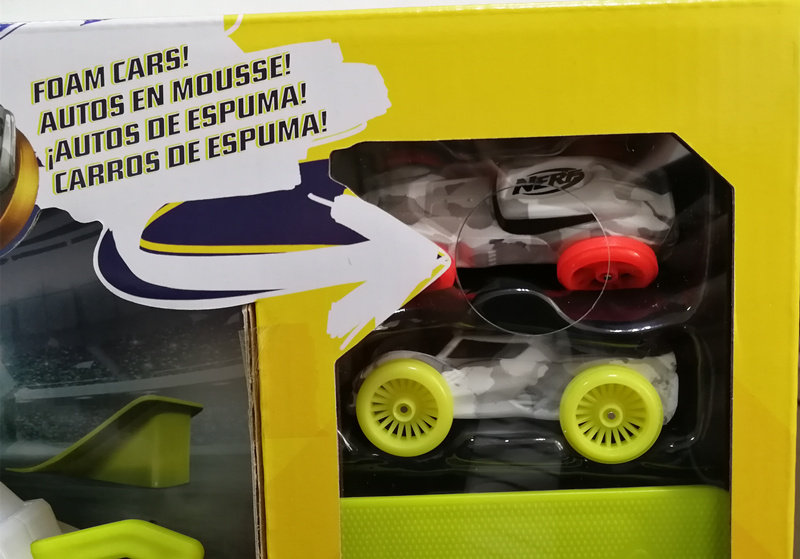 FOAM CARS!
AUTOS EN MOUSSE!
¡AUTOS DE ESPUMA!
CARROS DE ESPUMA!
NERF